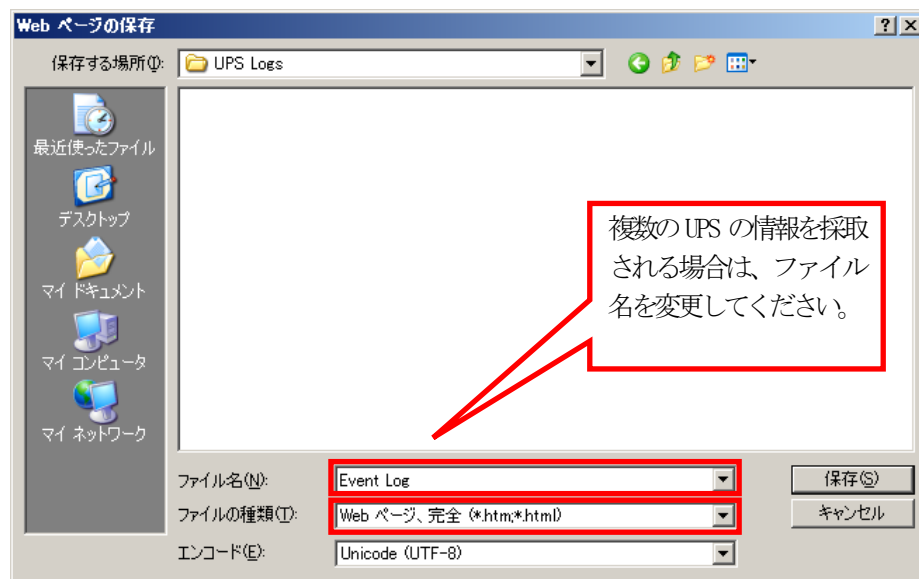 Web ページの保存
保存する場所(I):
UPS Logs
最近使ったファイル
デスクトップ
マイ ドキュメント
マイ コンピュータ
マイ ネットワーク
複数の UPS の情報を採取
される場合は、ファイル
名を変更してください。
ファイル名(N):
Event Log
保存(S)
ファイルの種類(T):
Web ページ、完全 (*.htm;*.html)
キャンセル
エンコード(E):
Unicode (UTF-8)